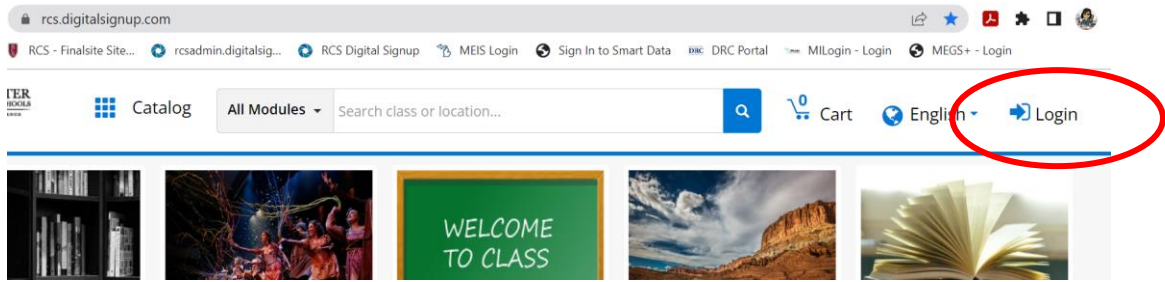 rcs.digitalsignup.com
RCS - Finalsite Site... rcsadmin.digitalsig... RCS Digital Signup MEIS Login Sign In to Smart Data DRC DRC Portal MILogin - Login MEGS+ - Login
TER
Catalog All Modules Search class or location... 0 Cart English Login
WELCOME
TO CLASS